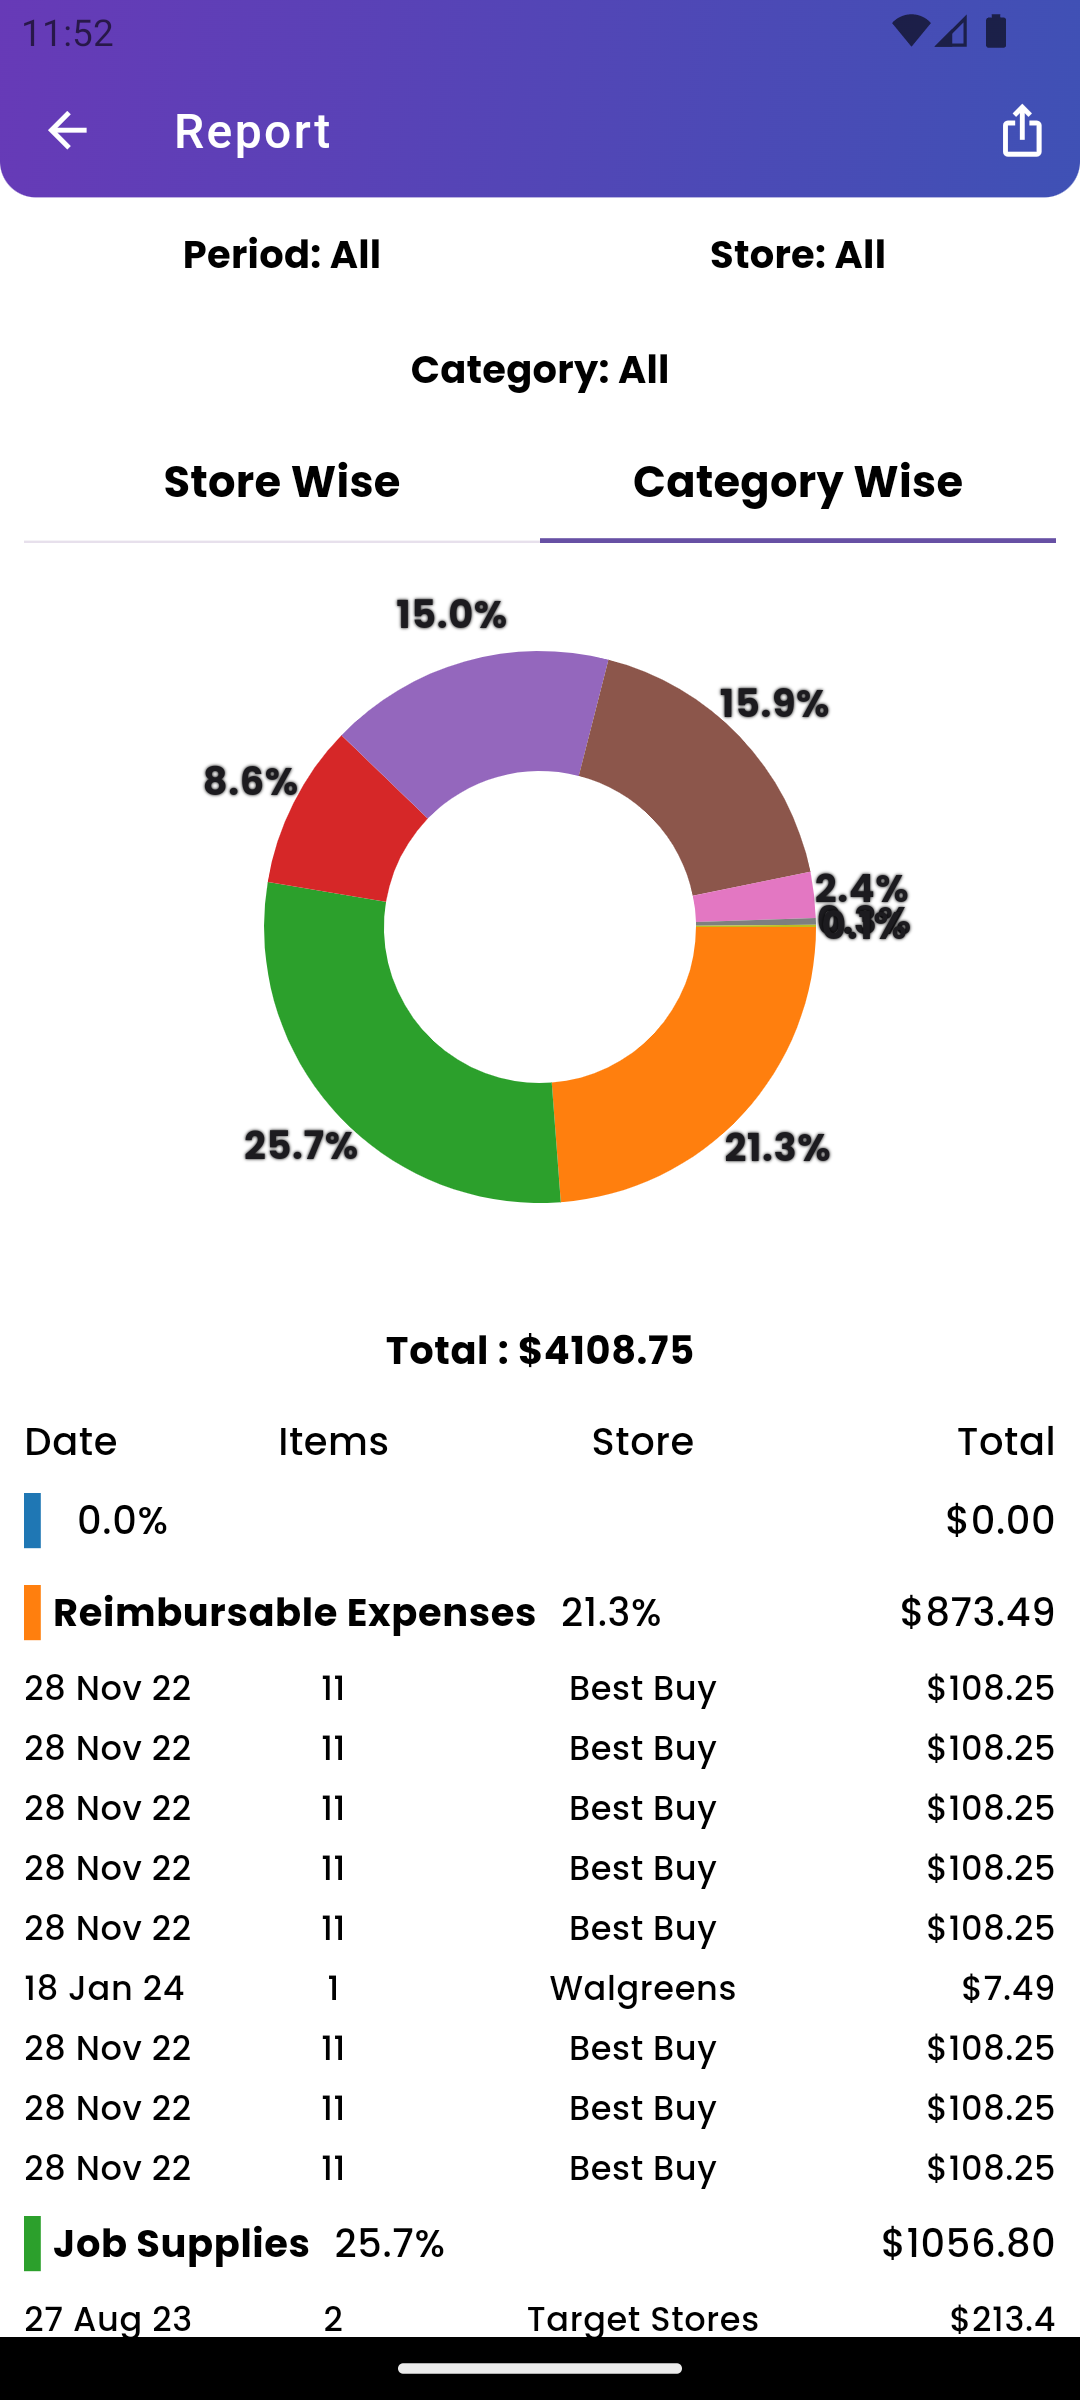 11:52
Report
Period: All
Store: All
Category: All
Store Wise
Category Wise
15.0%
15.9%
8.6%
2.4%
0.3%
0.1%
25.7%
21.3%
Total : $4108.75
Date Items Store Total
0.0% $0.00
Reimbursable Expenses 21.3% $873.49
28 Nov 22 11 Best Buy $108.25
28 Nov 22 11 Best Buy $108.25
28 Nov 22 11 Best Buy $108.25
28 Nov 22 11 Best Buy $108.25
28 Nov 22 11 Best Buy $108.25
18 Jan 24 1 Walgreens $7.49
28 Nov 22 11 Best Buy $108.25
28 Nov 22 11 Best Buy $108.25
28 Nov 22 11 Best Buy $108.25
Job Supplies 25.7% $1056.80
27 Aug 23 2 Target Stores $213.4